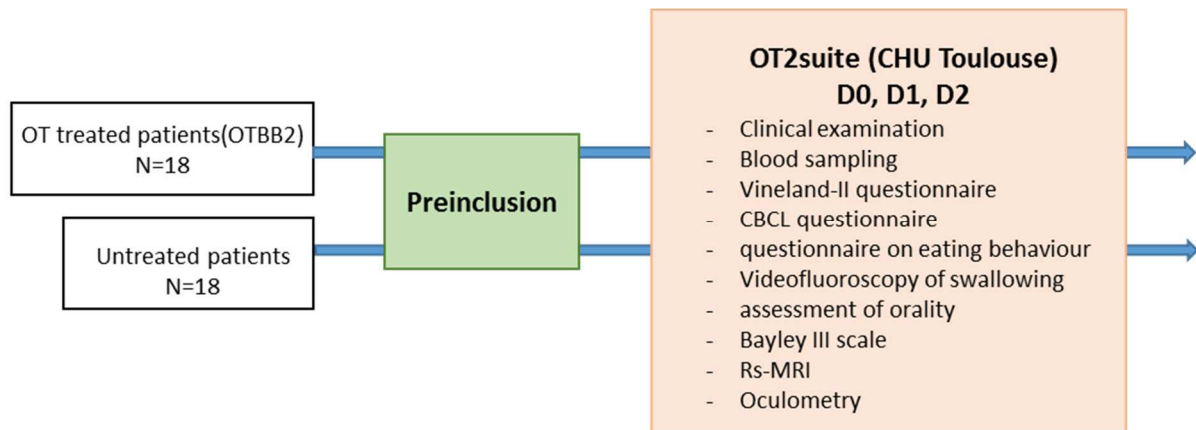 OT treated patients(OTBB2)
N=18
Untreated patients
N=18
Preinclusion
OT2suite (CHU Toulouse)
D0, D1, D2
- Clinical examination
- Blood sampling
- Vineland-II questionnaire
- CBCL questionnaire
- questionnaire on eating behaviour
- Videofluoroscopy of swallowing
- assessment of orality
- Bayley III scale
- Rs-MRI
- Oculometry